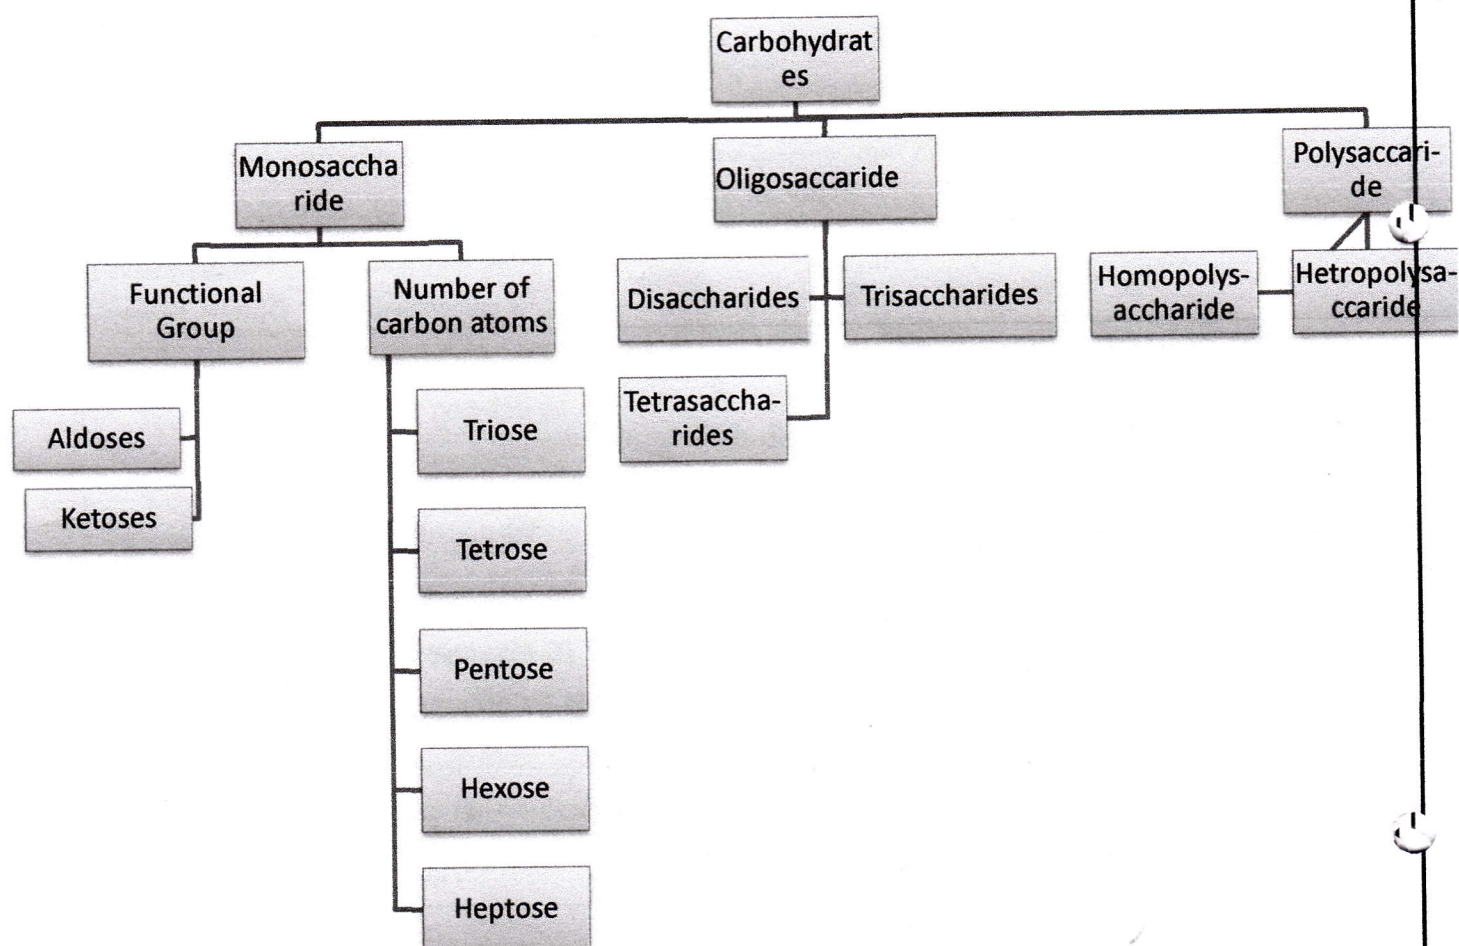 Carbohydrat
es
Monosaccha
ride
Oligosaccaride
Polysaccari-
de
Functional
Group
Number of
carbon atoms
Disaccharides
Trisaccharides
Homopolys-
accharide
Hetropolysa-
ccaride
Aldoses
Ketoses
Tetrasaccha-
rides
Triose
Tetrose
Pentose
Hexose
Heptose